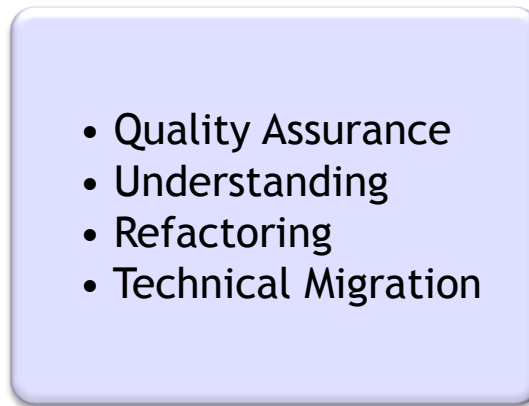 • Quality Assurance
• Understanding
• Refactoring
• Technical Migration